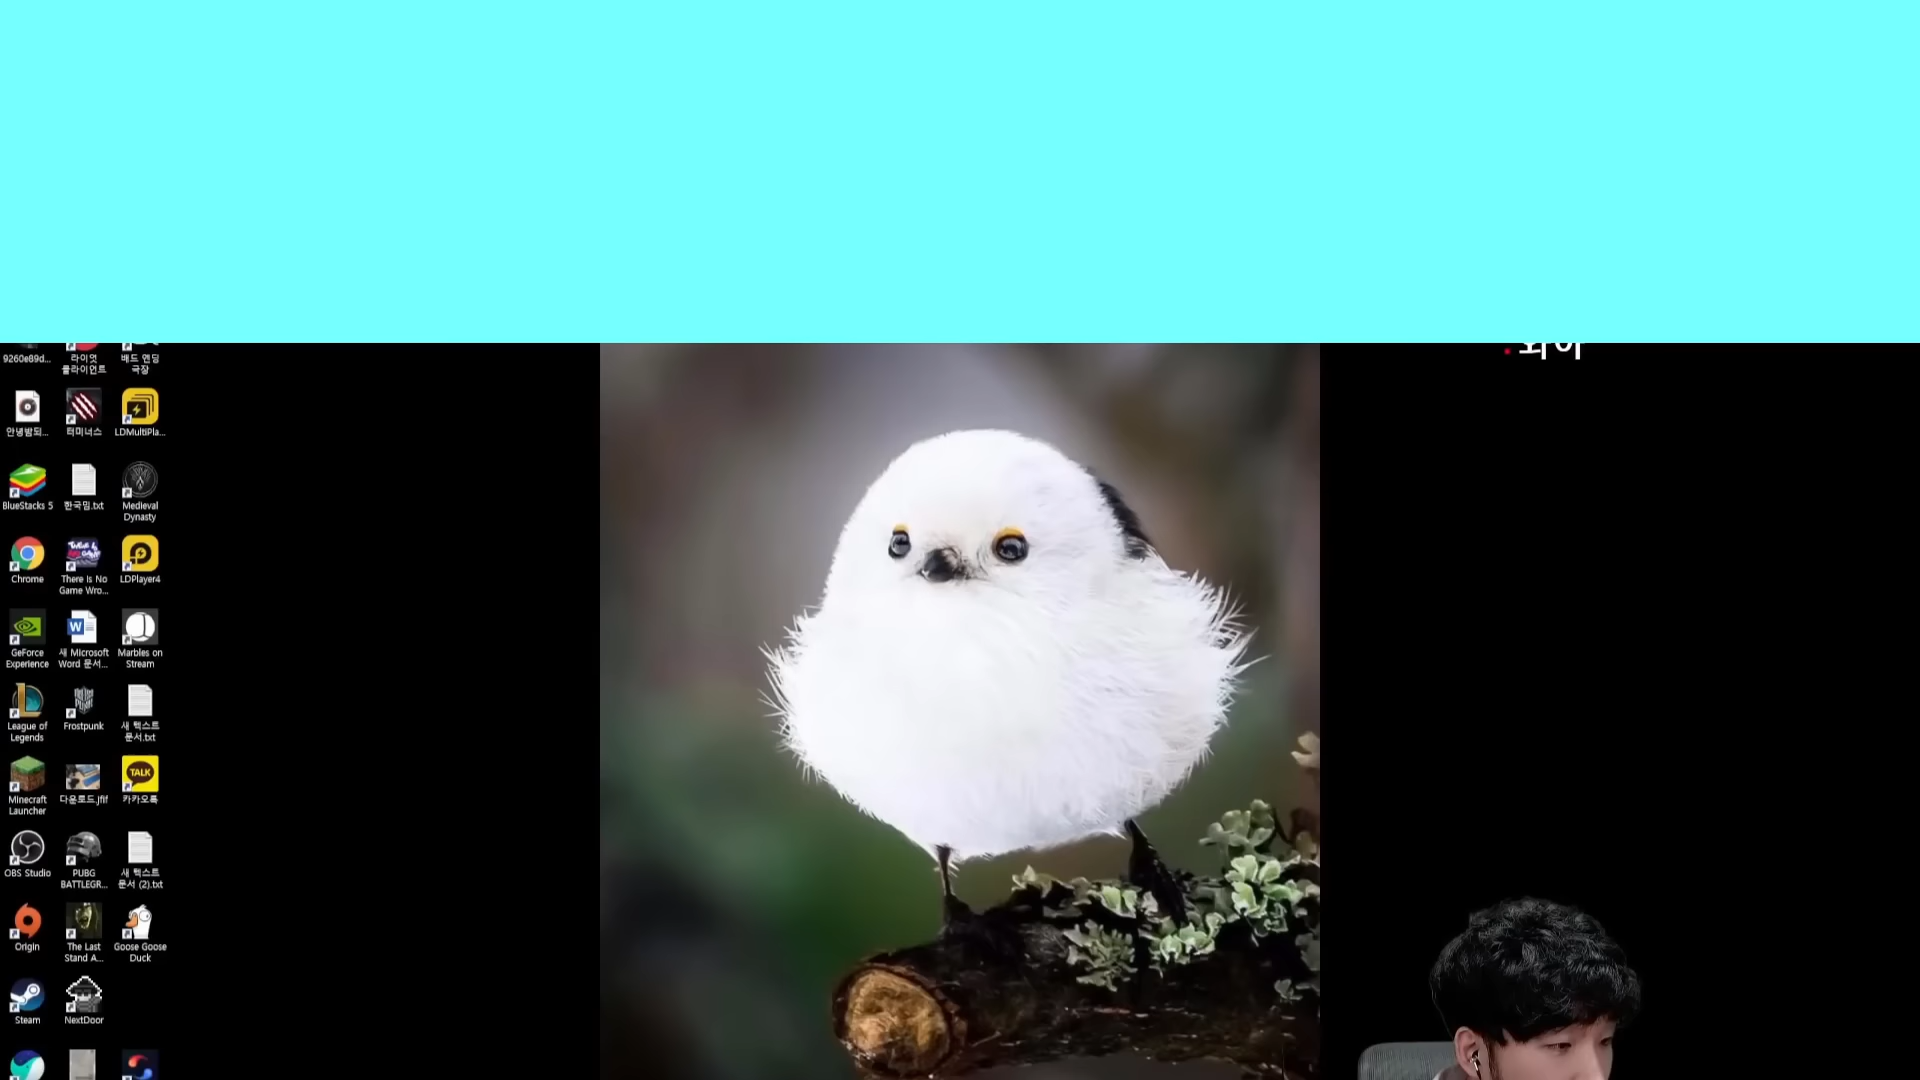 9260e89d...
라이엇
클라이언트
배드 엔딩
극장
와아
안녕밤되...
터미너스
LDMultiPla...
BlueStacks 5
한국밈.txt
Medieval
Dynasty
Chrome
There Is No
Game Wro...
LDPlayer4
GeForce
Experience
새 Microsoft
Word 문서...
Marbles on
Stream
League of
Legends
Frostpunk
새 텍스트
문서.txt
Minecraft
Launcher
다운로드.jfif
TALK
카카오톡
OBS Studio
PUBG
BATTLEGR...
새 텍스트
문서 (2).txt
Origin
The Last
Stand A...
Goose Goose
Duck
Steam
NextDoor